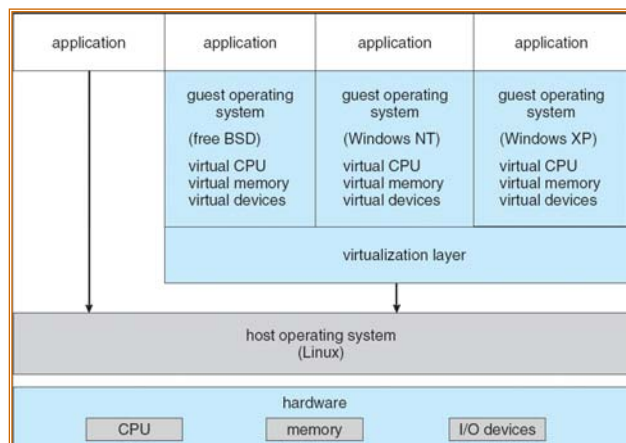 application
application
application
application
guest operating
system
(free BSD)
virtual CPU
virtual memory
virtual devices
guest operating
system
(Windows NT)
virtual CPU
virtual memory
virtual devices
guest operating
system
(Windows XP)
virtual CPU
virtual memory
virtual devices
virtualization layer
host operating system
(Linux)
hardware
CPU
memory
I/O devices